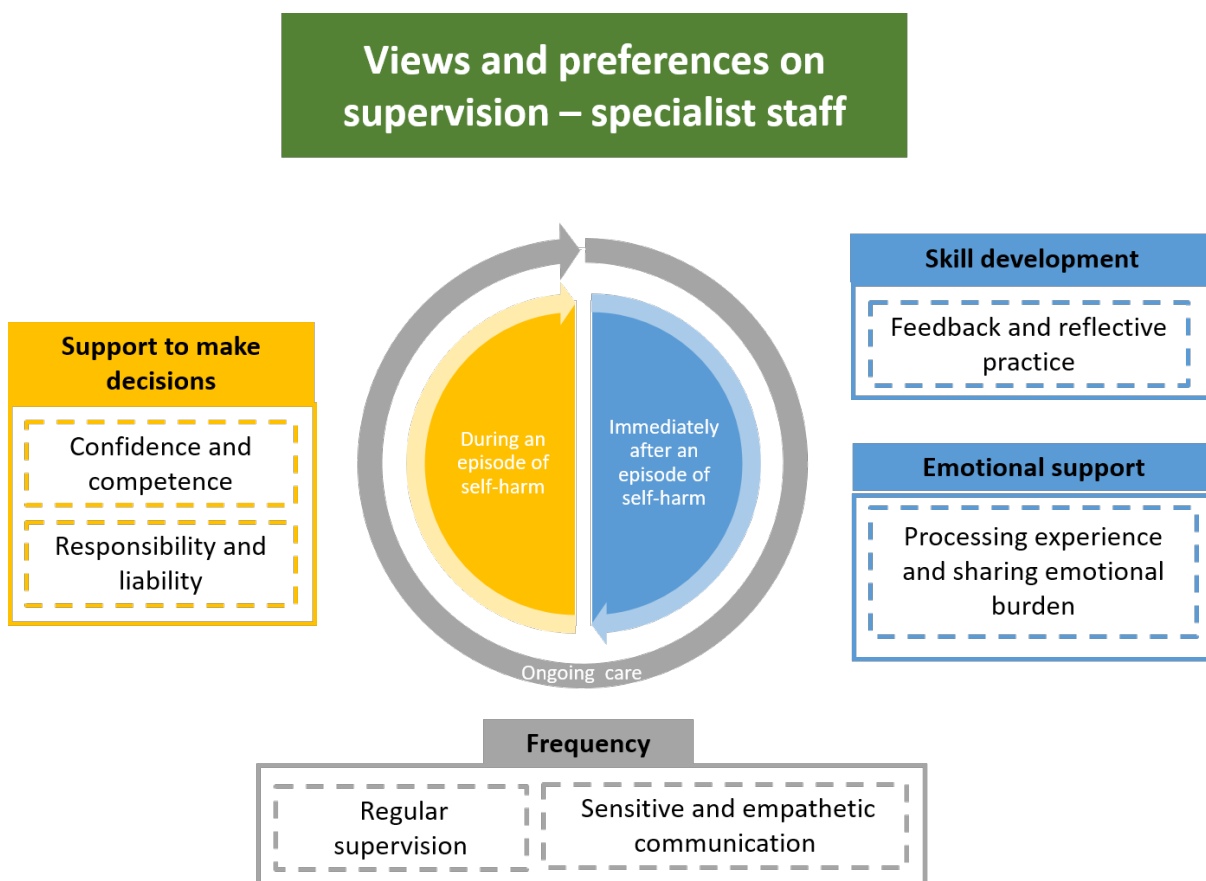 Views and preferences on
supervision – specialist staff
Support to make
decisions
Confidence and
competence
Responsibility and
liability
During an
episode of
self-harm
Immediately
after an
episode of
self-harm
Ongoing care
Skill development
Feedback and reflective
practice
Emotional support
Processing experience
and sharing emotional
burden
Frequency
Regular
supervision
Sensitive and empathetic
communication